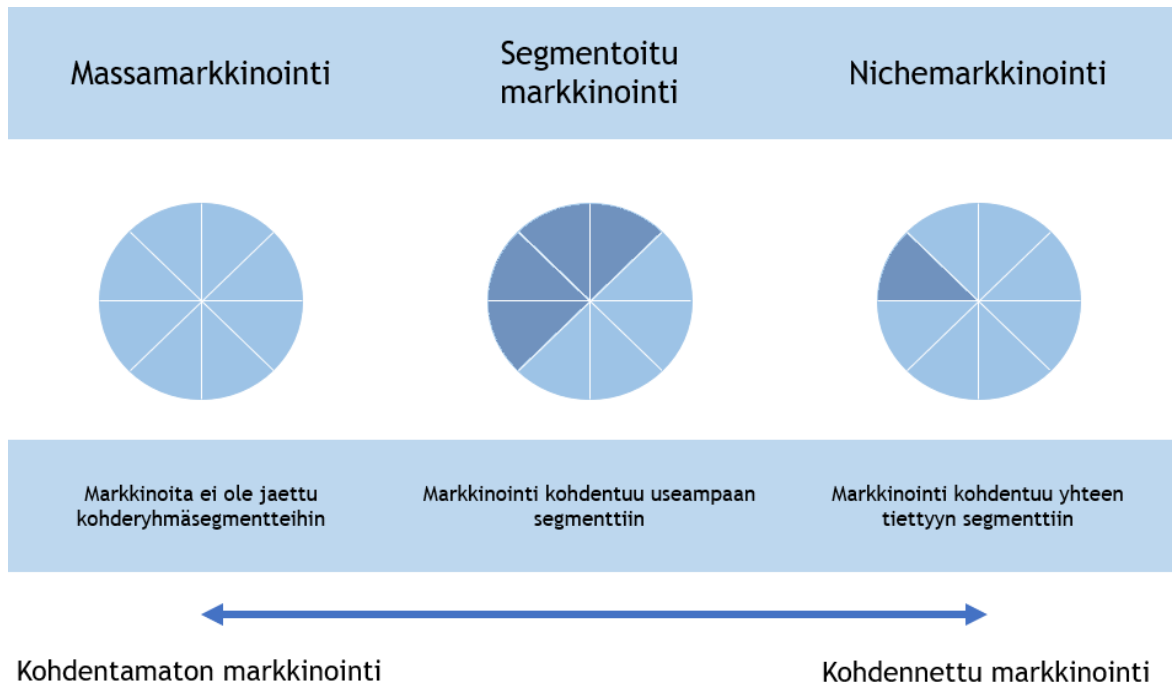 Massamarkkinointi
Segmentoitu
markkinointi
Nichemarkkinointi
Markkinoita ei ole jaettu
kohderyhmäsegmentteihin
Markkinointi kohdentuu useampaan
segmenttiin
Markkinointi kohdentuu yhteen
tiettyyn segmenttiin
Kohdentamaton markkinointi
Kohdennettu markkinointi